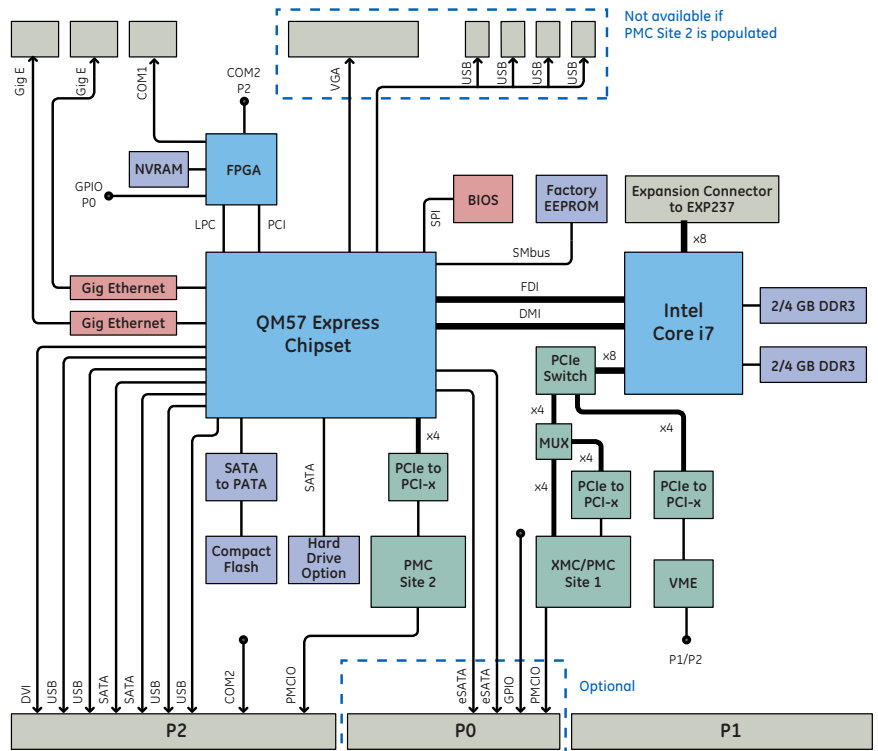 Not available if
PMC Site 2 is populated
Gig E
Gig E
COM1
COM2
P2
VGA
USB
USB
USB
USB
NVRAM
FPGA
GPIO
P0
LPC
PCI
SPI
BIOS
Factory
EEPROM
SMbus
Expansion Connector
to EXP237
x8
Gig Ethernet
Gig Ethernet
QM57 Express
Chipset
FDI
DMI
Intel
Core i7
2/4 GB DDR3
2/4 GB DDR3
PCIe
Switch
x8
x4
x4
MUX
x4
x4
x4
SATA
to PATA
SATA
PCIe to
PCI-x
PCIe to
PCI-x
PCIe to
PCI-x
Compact
Flash
Hard
Drive
Option
PMC
Site 2
XMC/PMC
Site 1
VME
P1/P2
DVI
USB
USB
SATA
SATA
USB
USB
COM2
PMCIO
eSATA
eSATA
GPIO
PMCIO
Optional
P2
P0
P1